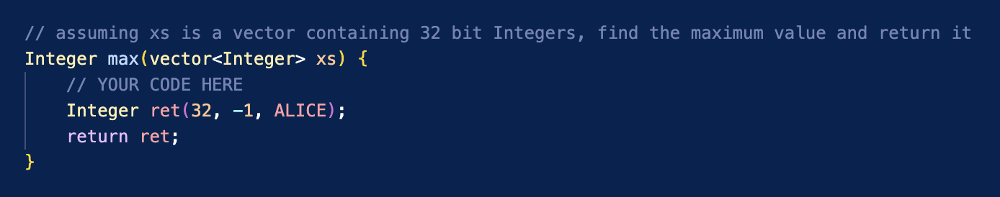 // assuming xs is a vector containing 32 bit Integers, find the maximum value and return it
Integer max(vector<Integer> xs) {
    // YOUR CODE HERE
    Integer ret(32, -1, ALICE);
    return ret;
}